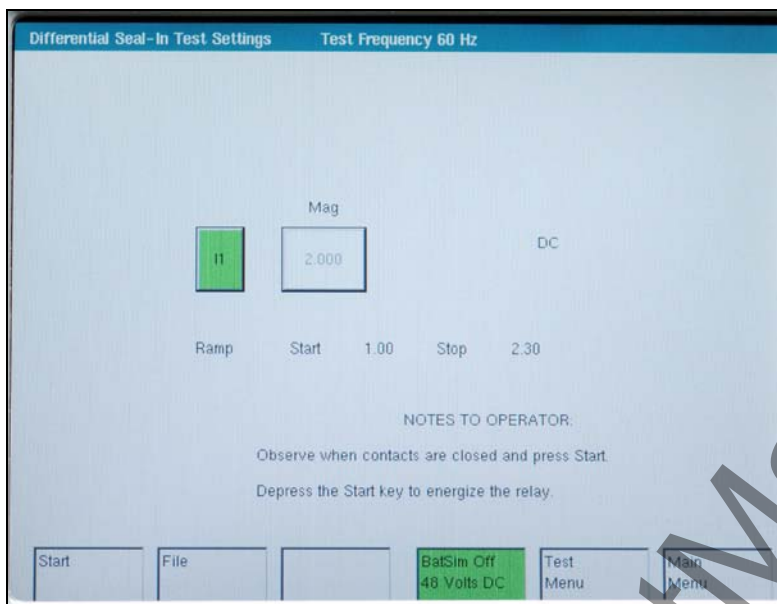 Differential Seal-In Test Settings Test Frequency 60 Hz
Mag
I1 2.000 DC
Ramp Start 1.00 Stop 2.30
NOTES TO OPERATOR:
Observe when contacts are closed and press Start.
Depress the Start key to energize the relay.
Start File BatSim Off Test Main
48 Volts DC Menu Menu